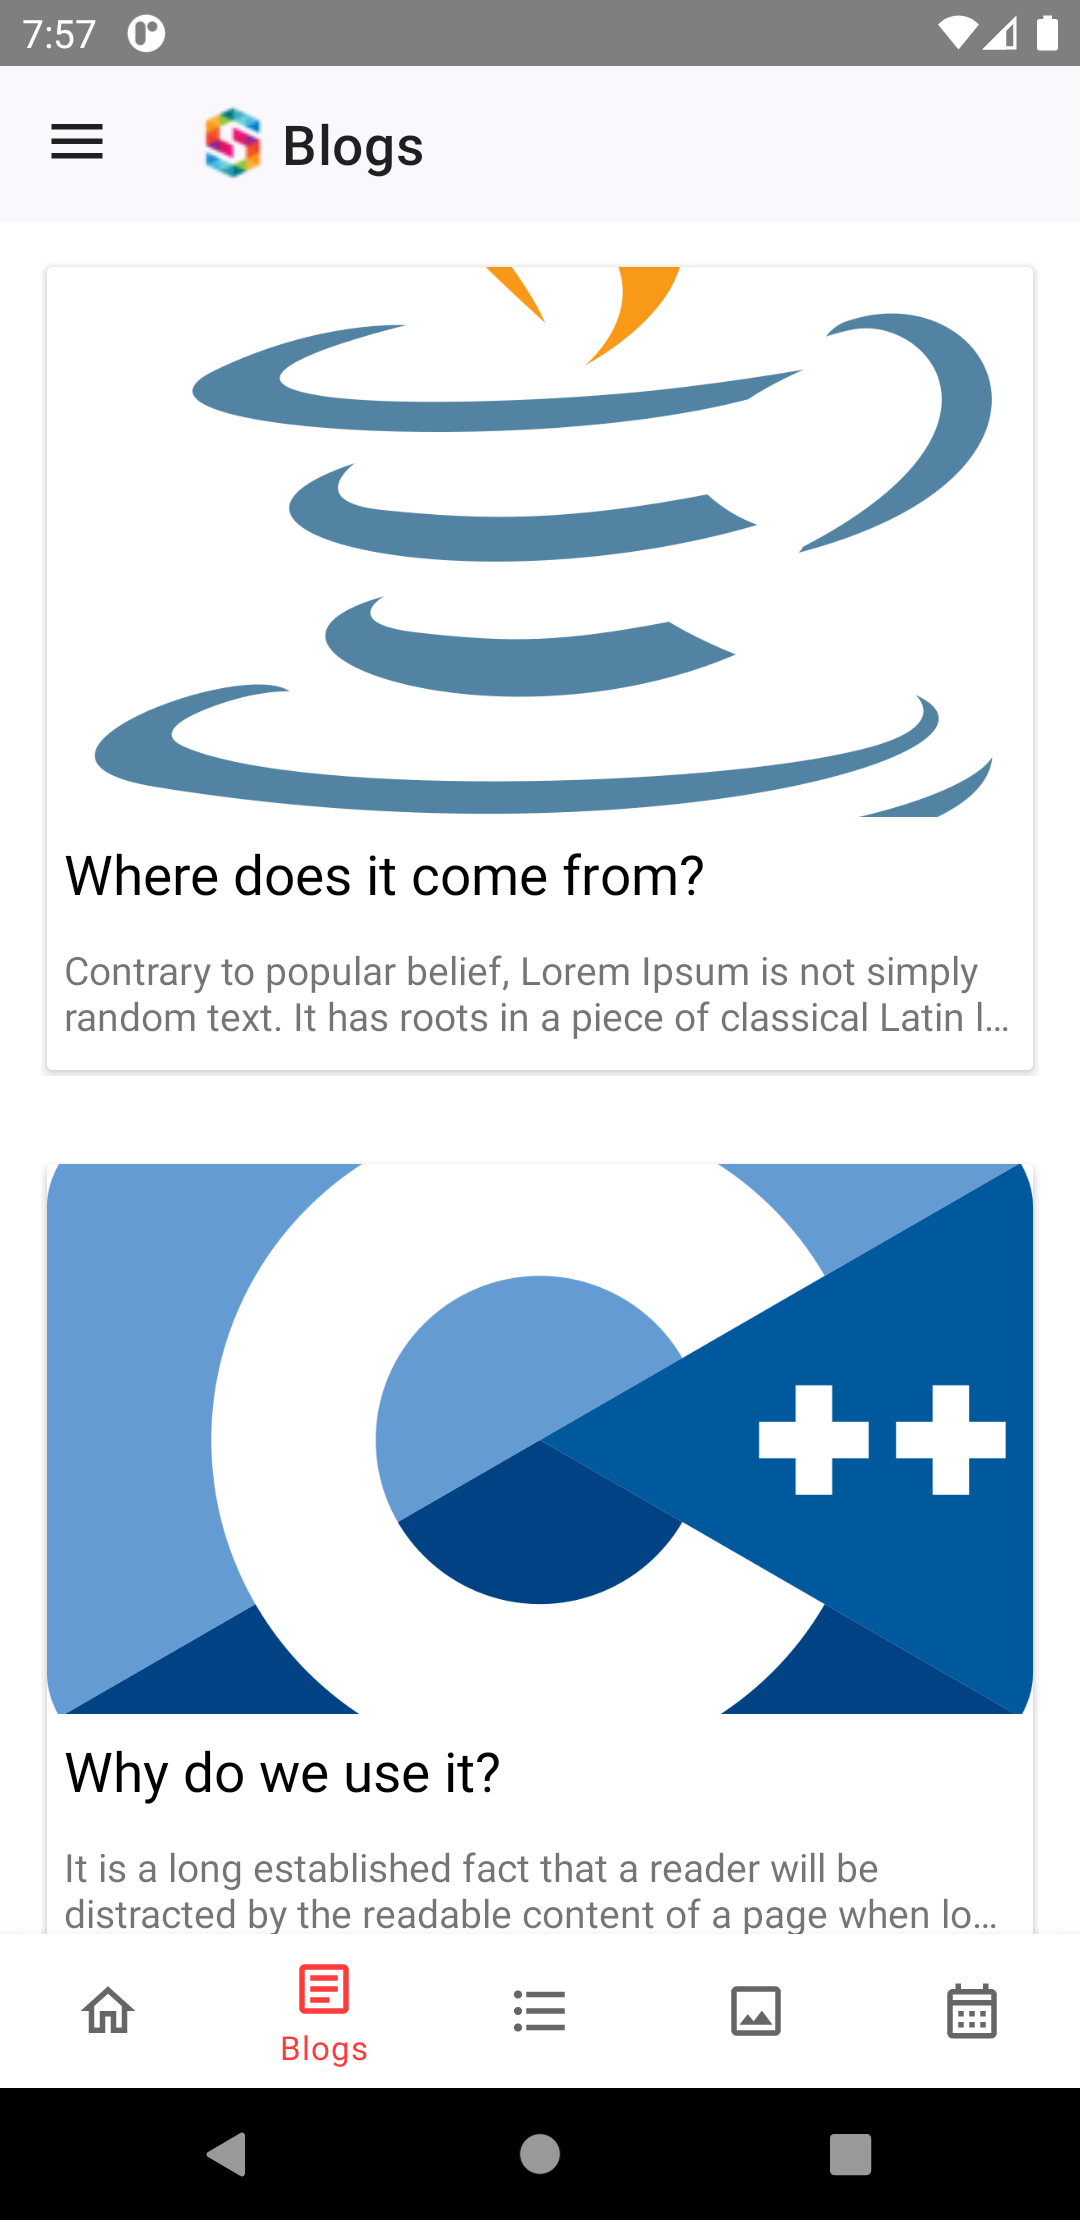 7:57
Blogs
Where does it come from?
Contrary to popular belief, Lorem Ipsum is not simply
random text. It has roots in a piece of classical Latin l...
++
Why do we use it?
It is a long established fact that a reader will be
distracted by the readable content of a page when lo...
Blogs